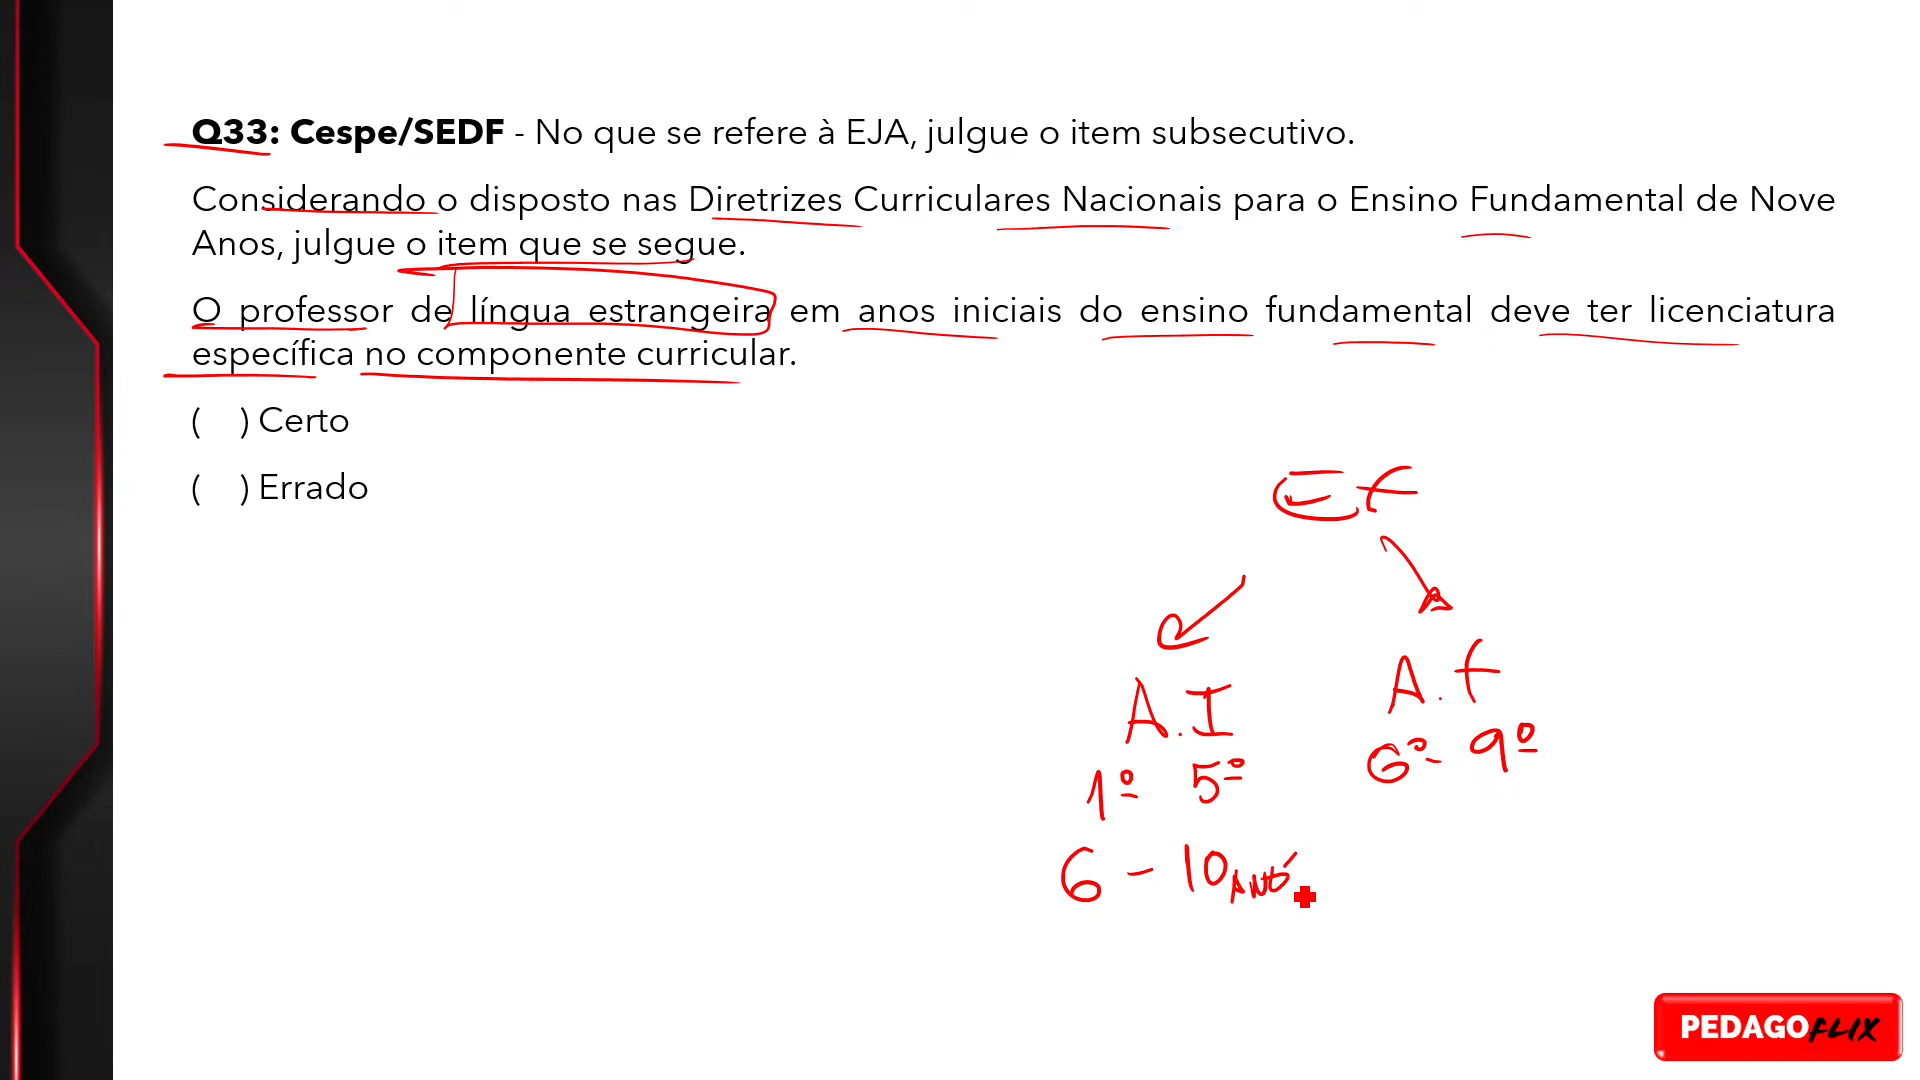 Q33: Cespe/SEDF - No que se refere à EJA, julgue o item subsecutivo.
Considerando o disposto nas Diretrizes Curriculares Nacionais para o Ensino Fundamental de Nove
Anos, julgue o item que se segue.
O professor de língua estrangeira em anos iniciais do ensino fundamental deve ter licenciatura
específica no componente curricular.
( ) Certo
( ) Errado
EF
A.I A.F
1º 5º 6º- 9º
6 - 10
PEDAGOFLIX